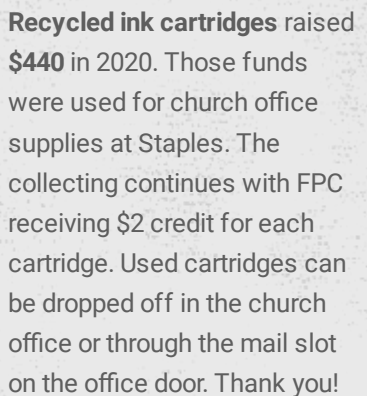 Recycled ink cartridges raised
$440 in 2020. Those funds
were used for church office
supplies at Staples. The
collecting continues with FPC
receiving $2 credit for each
cartridge. Used cartridges can
be dropped off in the church
office or through the mail slot
on the office door. Thank you!